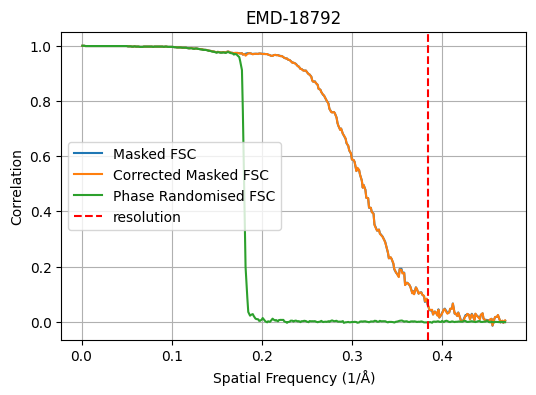 EMD-18792
1.0
0.8
0.6
0.4
0.2
0.0
Correlation
Masked FSC
Corrected Masked FSC
Phase Randomised FSC
resolution
0.0 0.1 0.2 0.3 0.4
Spatial Frequency (1/Å)